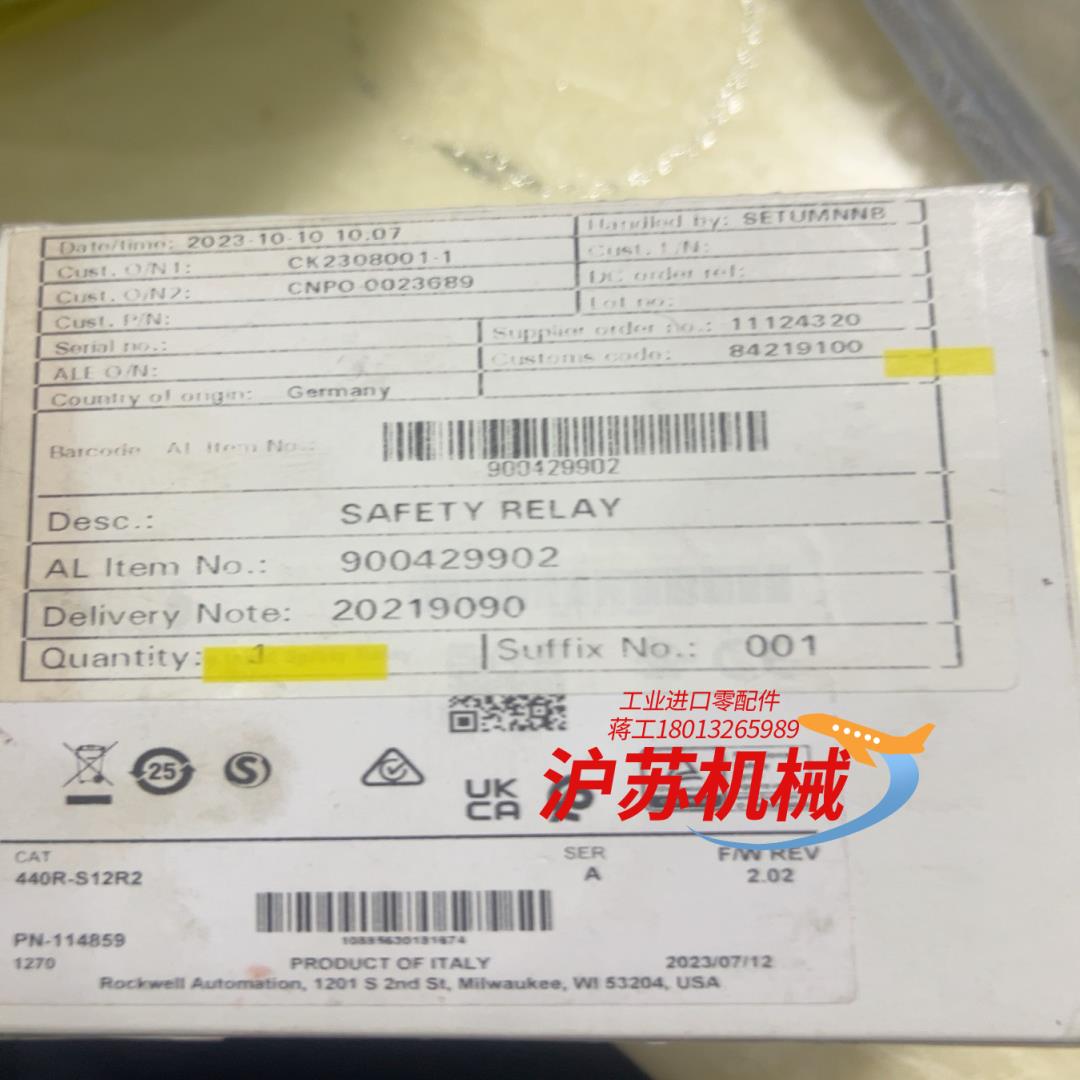 Date/time: 2023-10-10 10.07
Handled by: SETUMNNB
Cust. O/N1: CK2308001-1
Cust. I/N:
Cust. O/N2: CNPO-0023689
DC order ref:
Lot no:
Cust. P/N:
Supplier order no.: 11124320
Serial no.:
Customs code: 84219100
ALE O/N:
Country of origin: Germany
Barcode AL Item No.:
900429902
Desc.: SAFETY RELAY
AL Item No.: 900429902
Delivery Note: 20219090
Quantity: 1
Suffix No.: 001
工业进口零配件
蒋工18013265989
沪苏机械
25
S
UK
CA
CAT
440R-S12R2
SER
A
F/W REV
2.02
10885630181674
PN-114859
1270
PRODUCT OF ITALY
2023/07/12
Rockwell Automation, 1201 S 2nd St, Milwaukee, WI 53204, USA